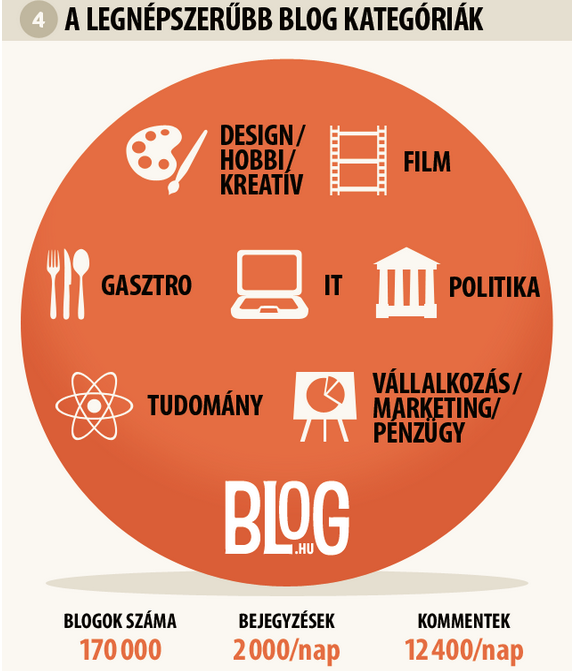 4 A LEGNÉPSZERŰBB BLOG KATEGÓRIÁK
DESIGN/
HOBBI/
KREATÍV
FILM
GASZTRO
IT
POLITIKA
TUDOMÁNY
VÁLLALKOZÁS/
MARKETING/
PÉNZÜGY
BLOG
.HU
BLOGOK SZÁMA
170 000
BEJEGYZÉSEK
2 000/nap
KOMMENTEK
12 400/nap